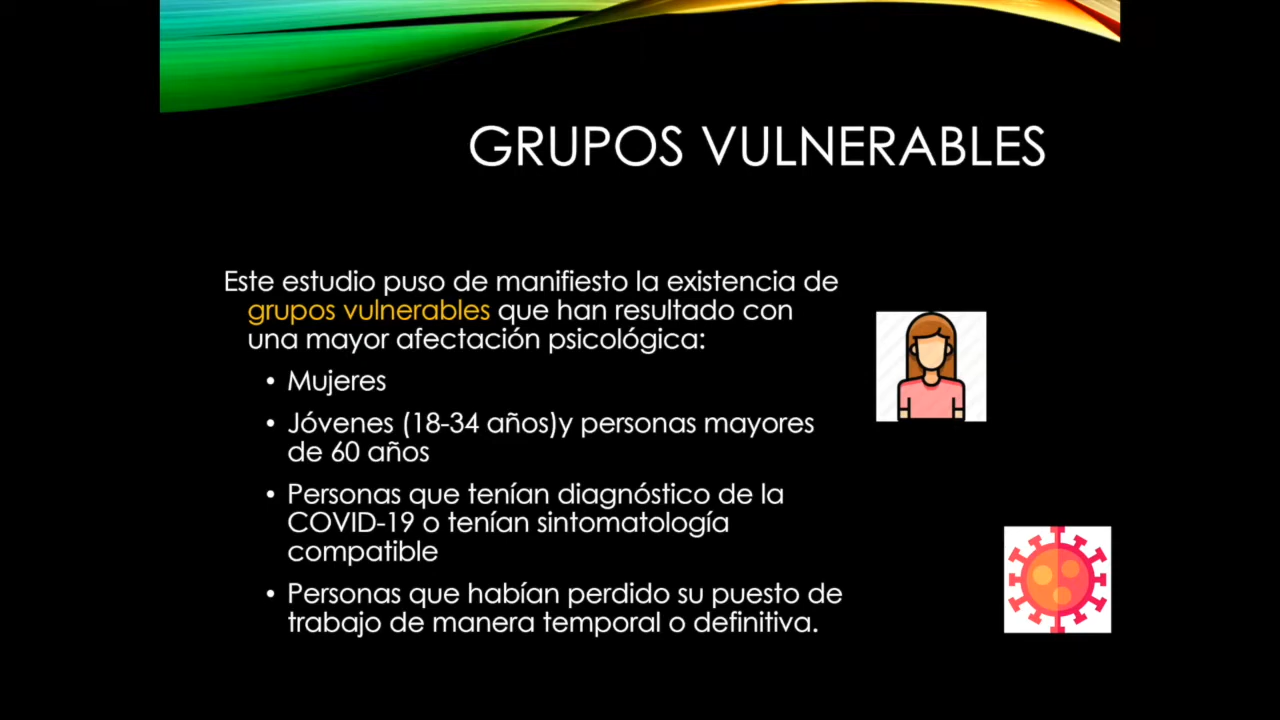 GRUPOS VULNERABLES
Este estudio puso de manifiesto la existencia de
grupos vulnerables que han resultado con
una mayor afectación psicológica:
• Mujeres
• Jóvenes (18-34 años)y personas mayores
de 60 años
• Personas que tenían diagnóstico de la
COVID-19 o tenían sintomatología
compatible
• Personas que habían perdido su puesto de
trabajo de manera temporal o definitiva.